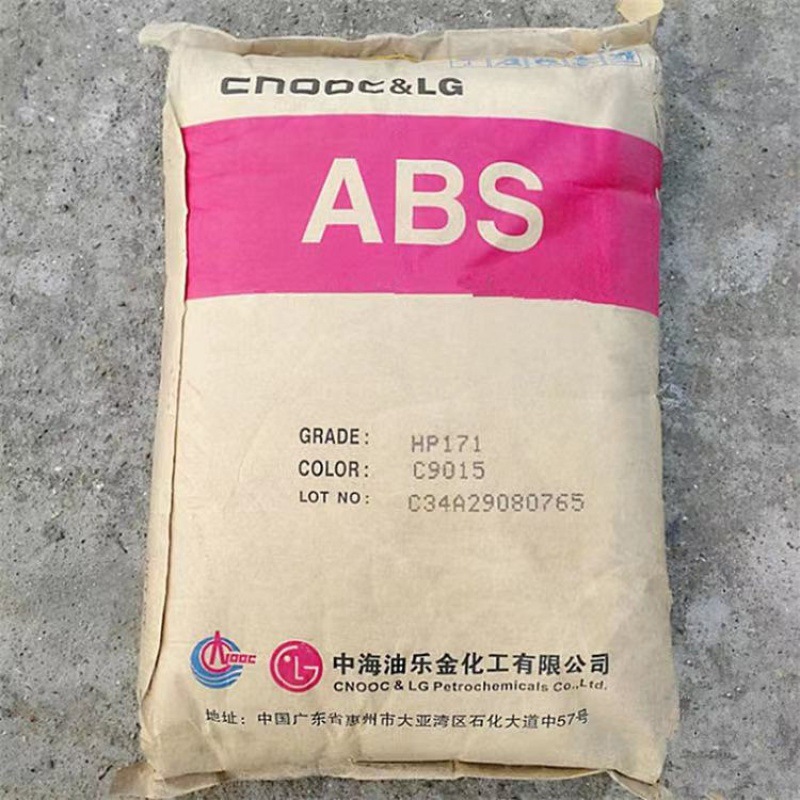 CNOOC&LG
ABS
GRADE: HP171
COLOR: C9015
LOT NO: C34A29080765
CNOOC LG 中海油乐金化工有限公司
CNOOC & LG Petrochemicals Co.,Ltd.
地址：中国广东省惠州市大亚湾区石化大道中57号